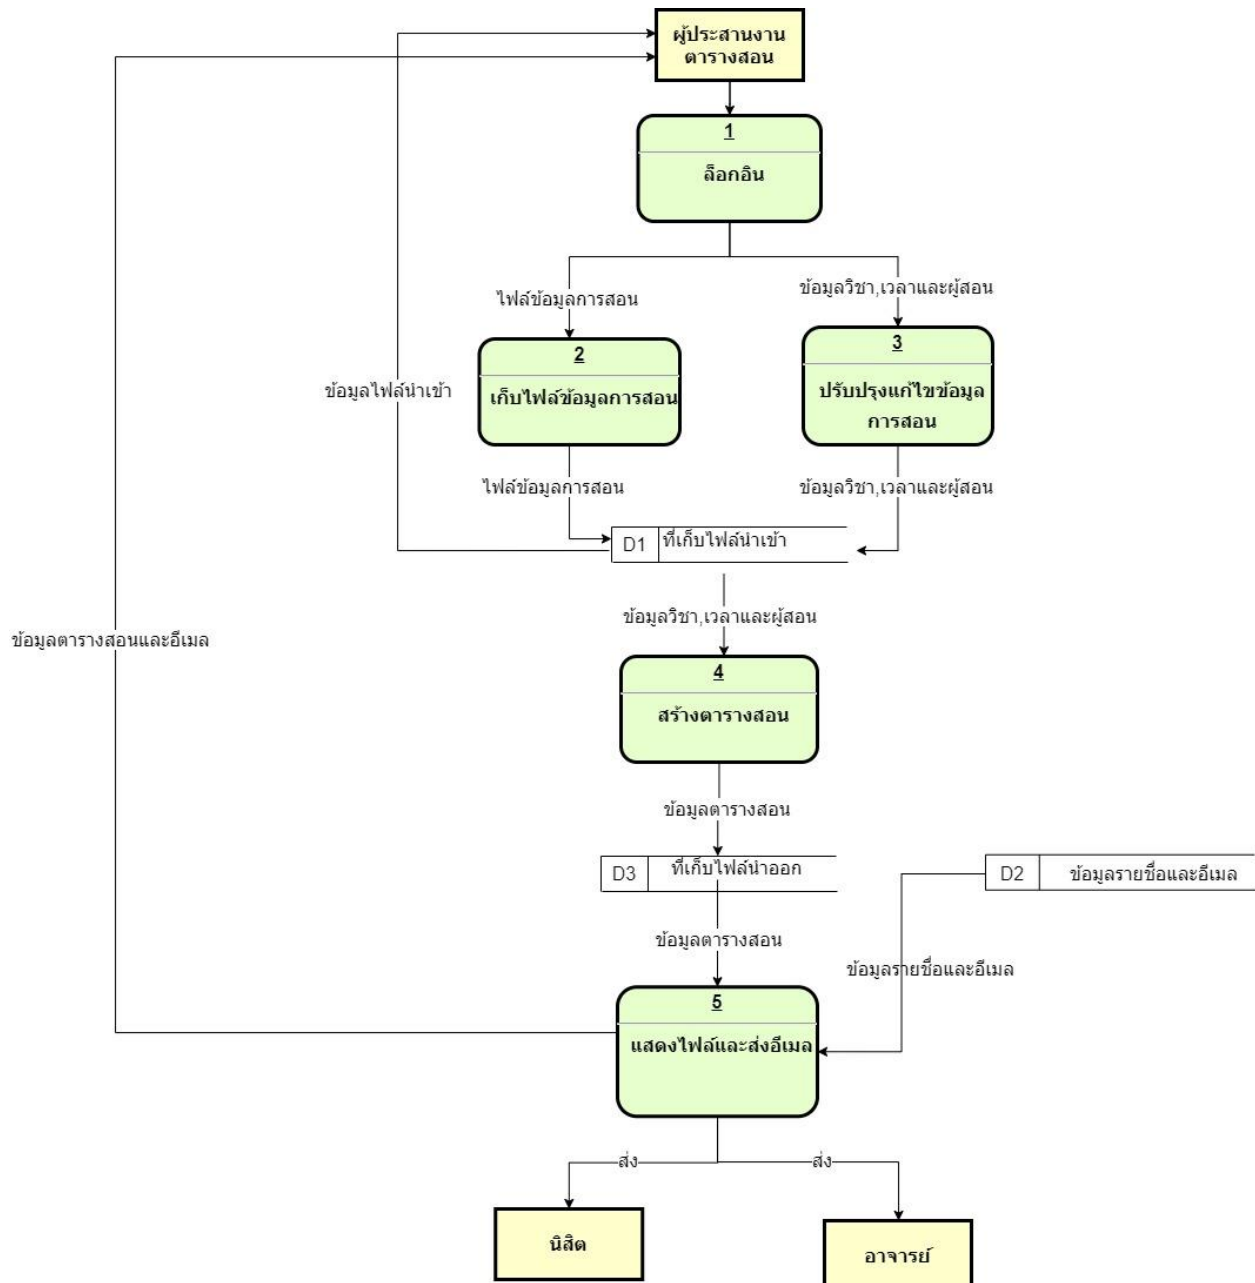 ผู้ประสานงาน
ตารางสอน
1
ล็อกอิน
ไฟล์ข้อมูลการสอน
ข้อมูลวิชา,เวลาและผู้สอน
2
เก็บไฟล์ข้อมูลการสอน
3
ปรับปรุงแก้ไขข้อมูล
การสอน
ข้อมูลไฟล์นำเข้า
ไฟล์ข้อมูลการสอน
ข้อมูลวิชา,เวลาและผู้สอน
D1
ที่เก็บไฟล์นำเข้า
ข้อมูลวิชา,เวลาและผู้สอน
ข้อมูลตารางสอนและอีเมล
4
สร้างตารางสอน
ข้อมูลตารางสอน
D3
ที่เก็บไฟล์นำออก
D2
ข้อมูลรายชื่อและอีเมล
ข้อมูลตารางสอน
ข้อมูลรายชื่อและอีเมล
5
แสดงไฟล์และส่งอีเมล
ส่ง
ส่ง
นิสิต
อาจารย์